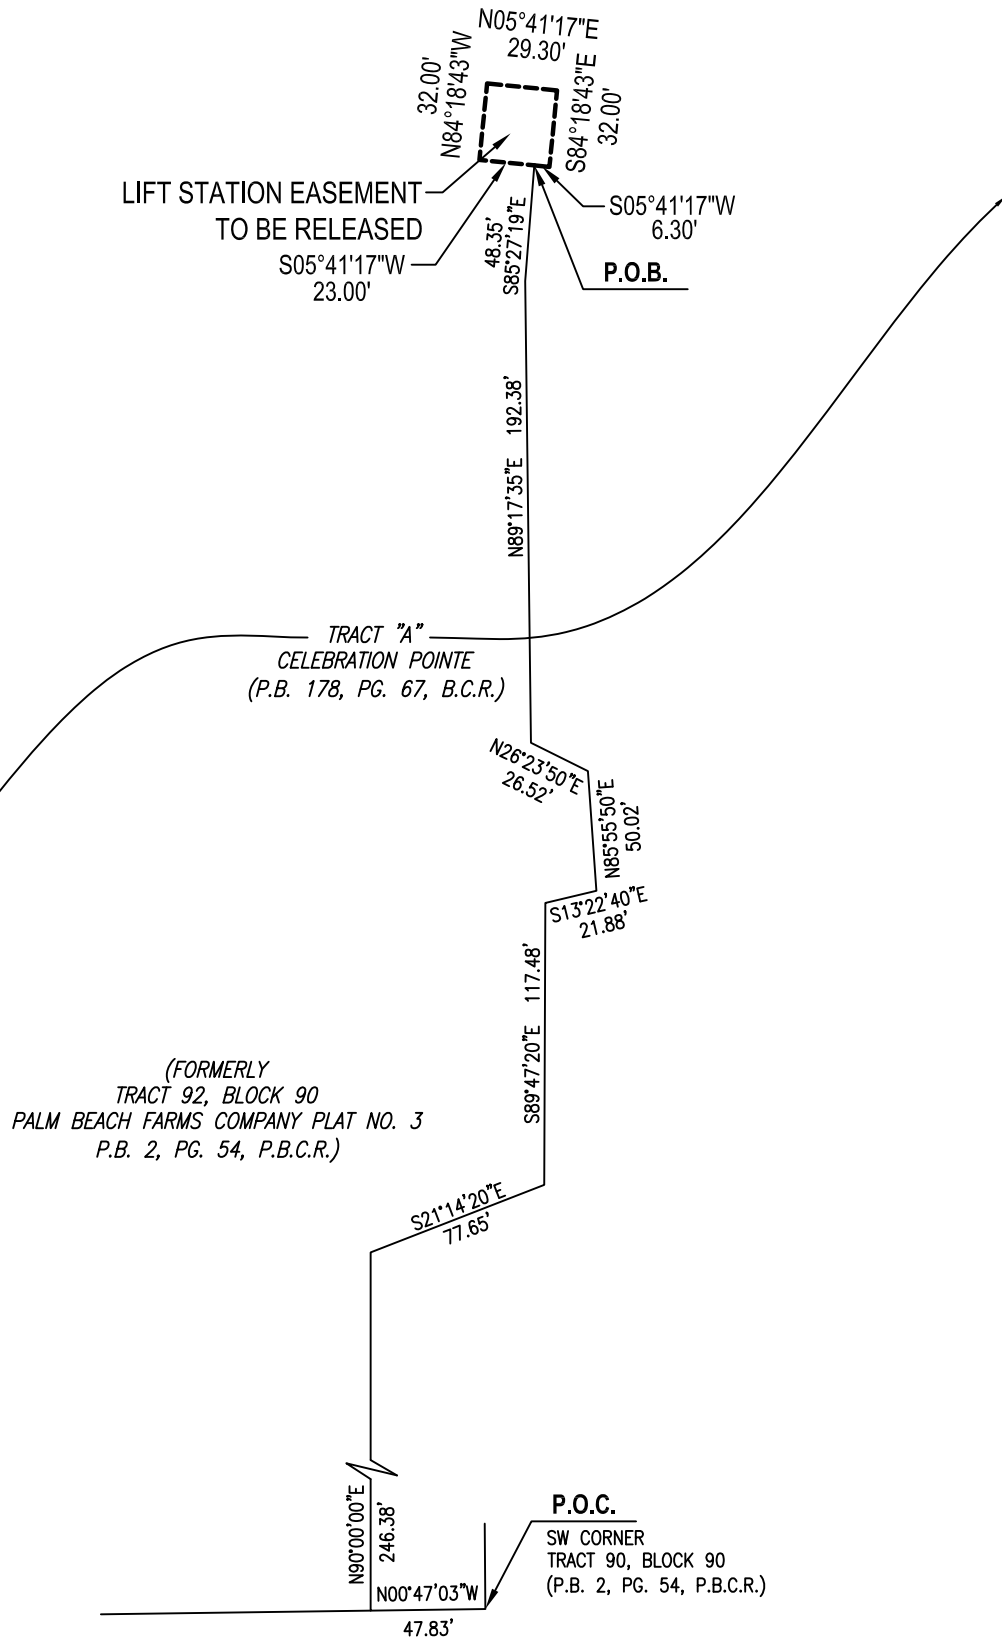 N05°41'17"E
29.30'
32.00'
N84°18'43"W
S84°18'43"E
32.00'
LIFT STATION EASEMENT
TO BE RELEASED
S05°41'17"W
23.00'
S05°41'17"W
6.30'
48.35'
S85°27'19"E
P.O.B.
N89°17'35"E 192.38'
TRACT "A"
CELEBRATION POINTE
(P.B. 178, PG. 67, B.C.R.)
N26°23'50"E
26.52'
N85°55'50"E
50.02'
S13°22'40"E
21.88'
S89°47'20"E 117.48'
(FORMERLY
TRACT 92, BLOCK 90
PALM BEACH FARMS COMPANY PLAT NO. 3
P.B. 2, PG. 54, P.B.C.R.)
S21°14'20"E
77.65'
N90°00'00"E
246.38'
P.O.C.
SW CORNER
TRACT 90, BLOCK 90
(P.B. 2, PG. 54, P.B.C.R.)
N00°47'03"W
47.83'